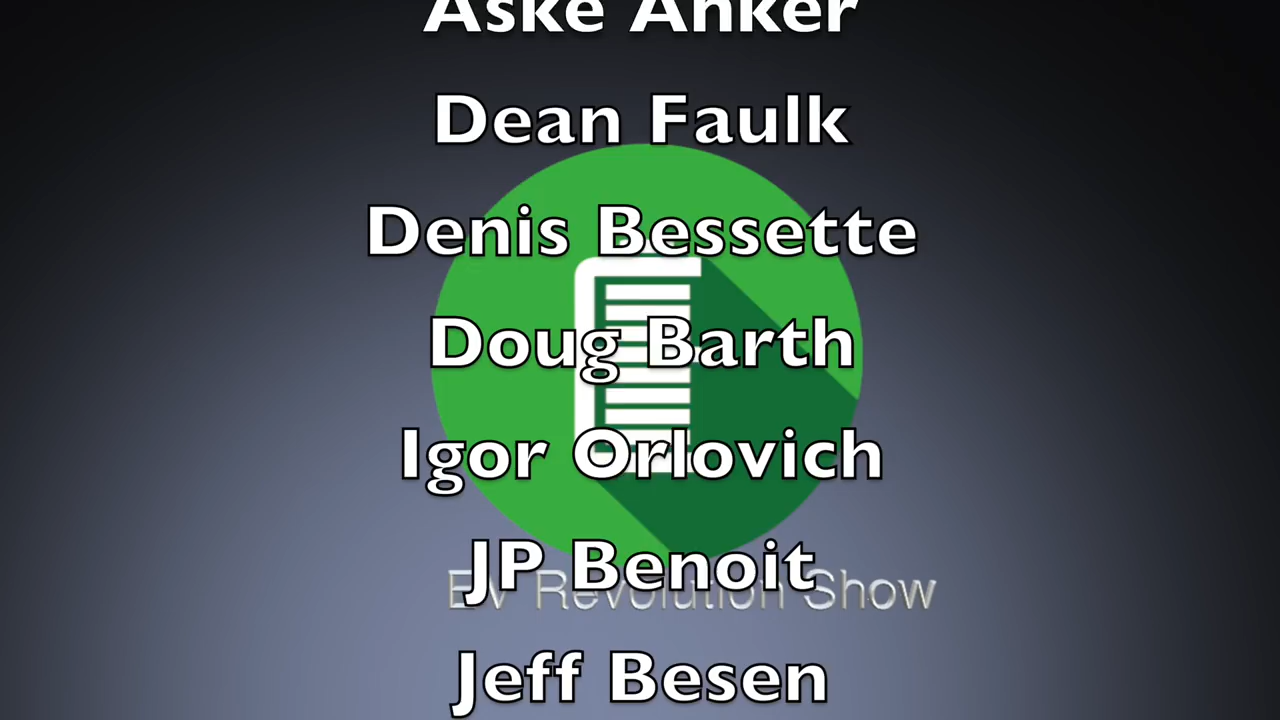 Aske Anker
Dean Faulk
Denis Bessette
Doug Barth
Igor Orlovich
JP Benoit
EV Revolution Show
Jeff Besen